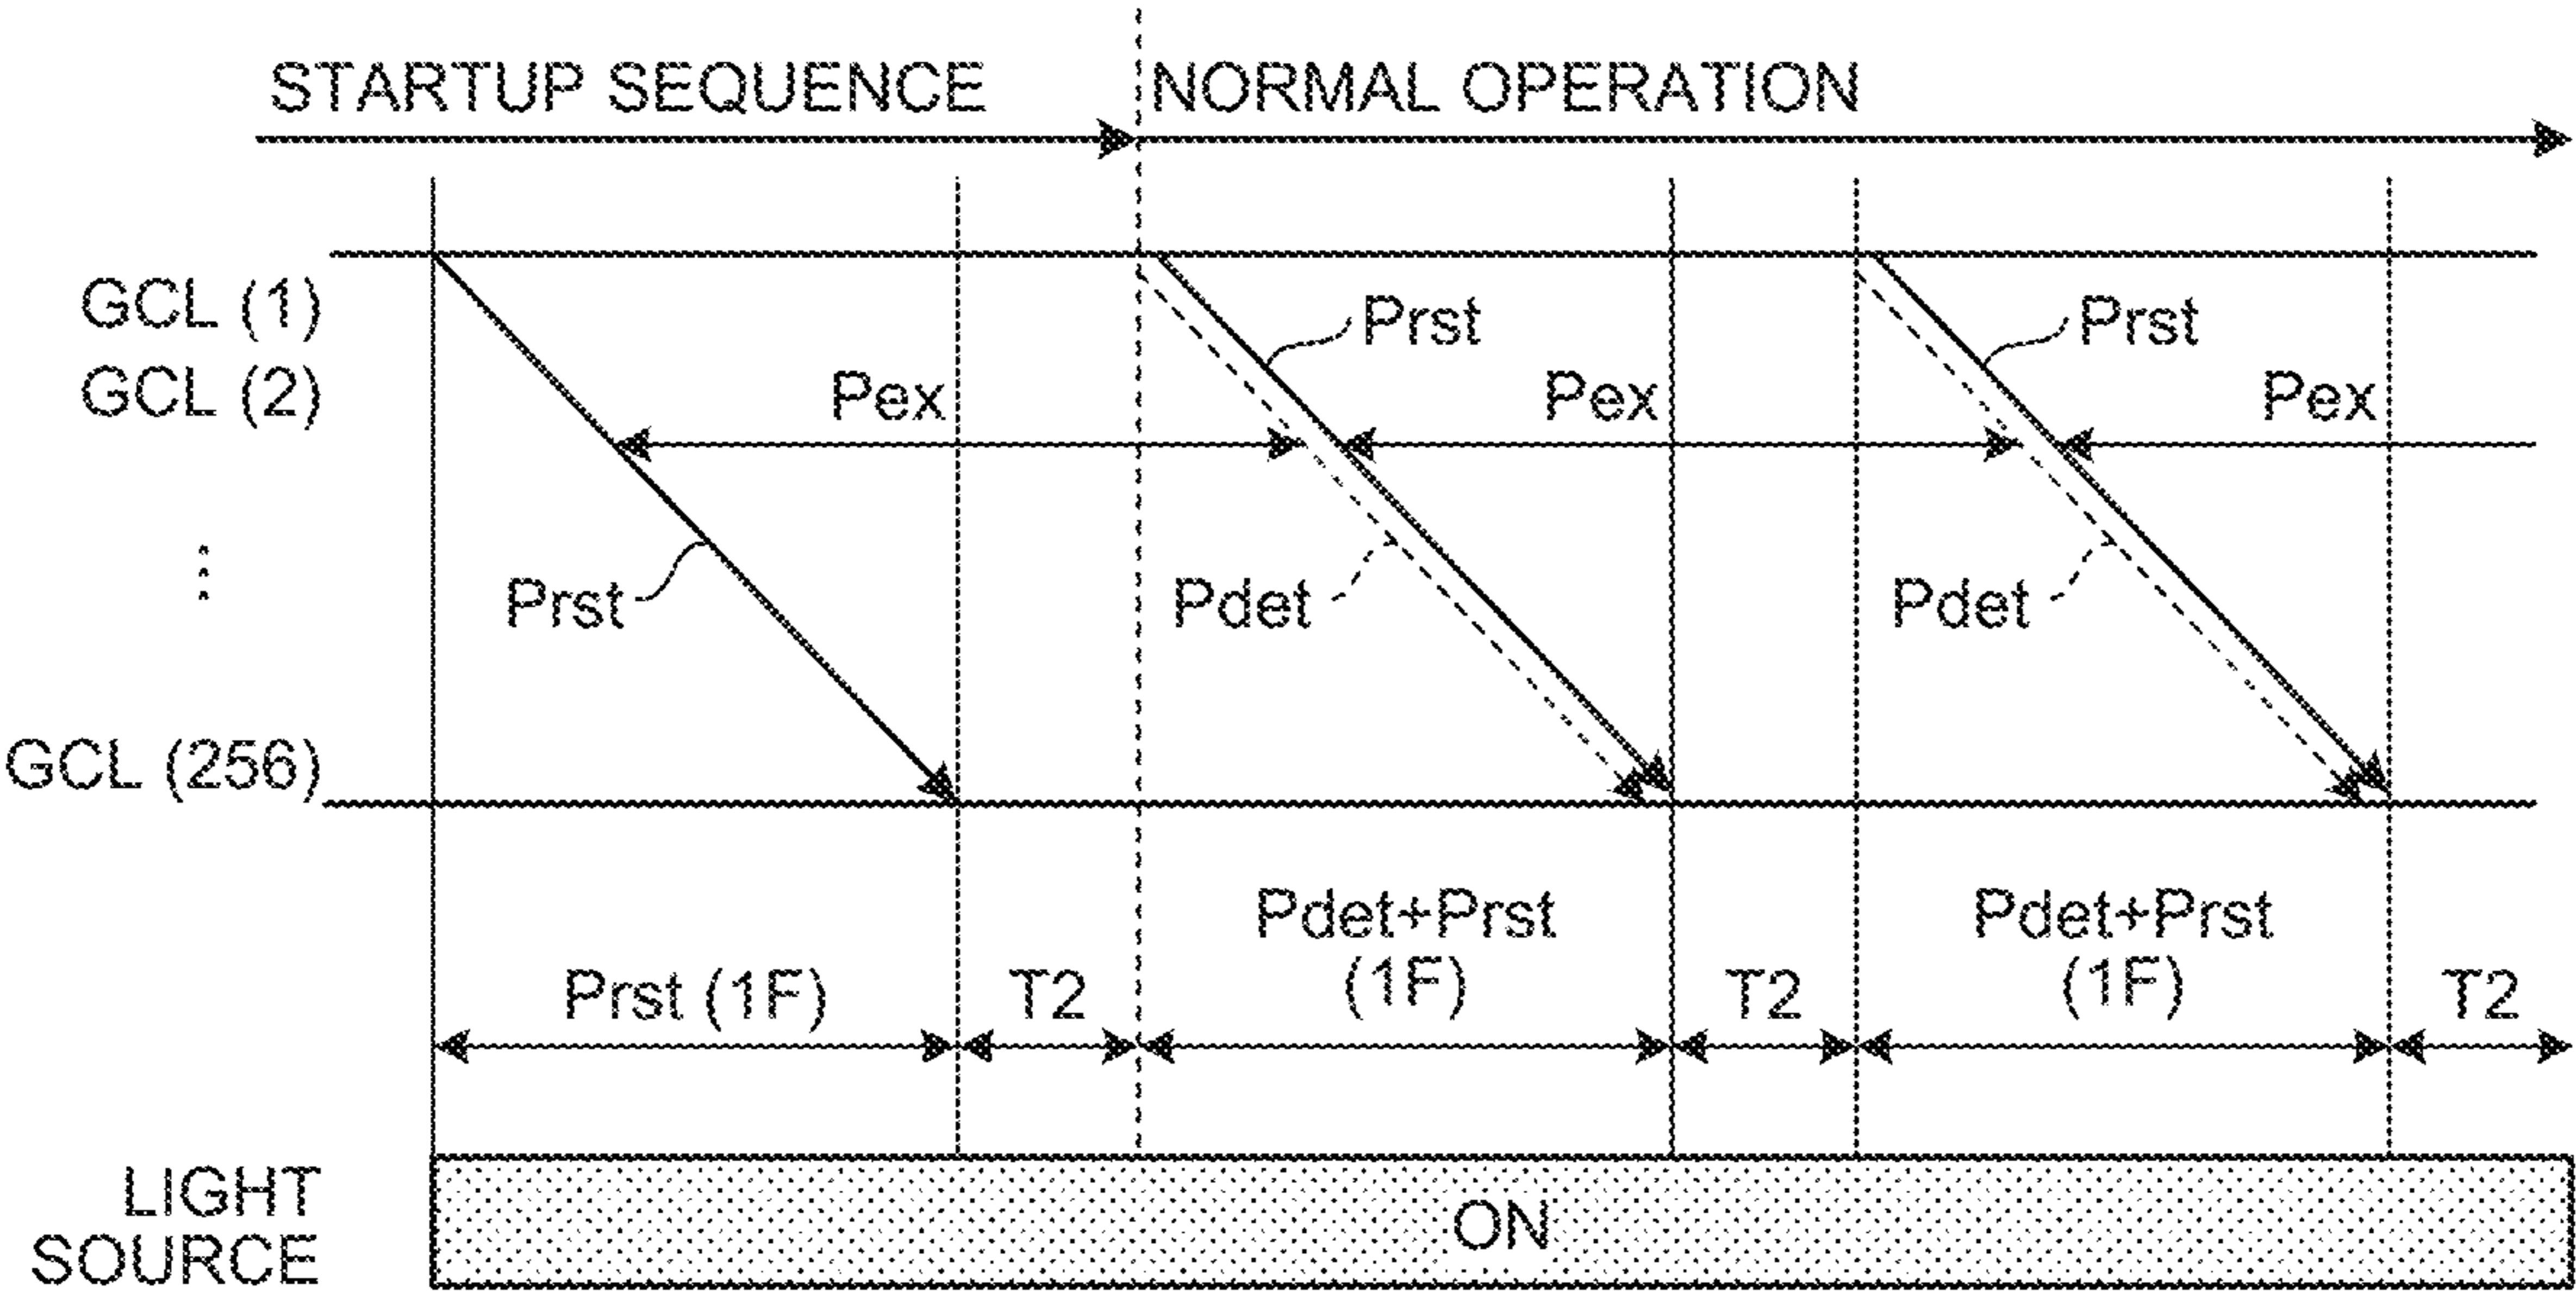 STARTUP SEQUENCE NORMAL OPERATION
GCL (1)
Prst Prst
GCL (2)
Pex Pex Pex
Prst Pdet Pdet
GCL (256)
Pdet+Prst Pdet+Prst
Prst (1F) T2 (1F) T2 (1F) T2
LIGHT
SOURCE
ON